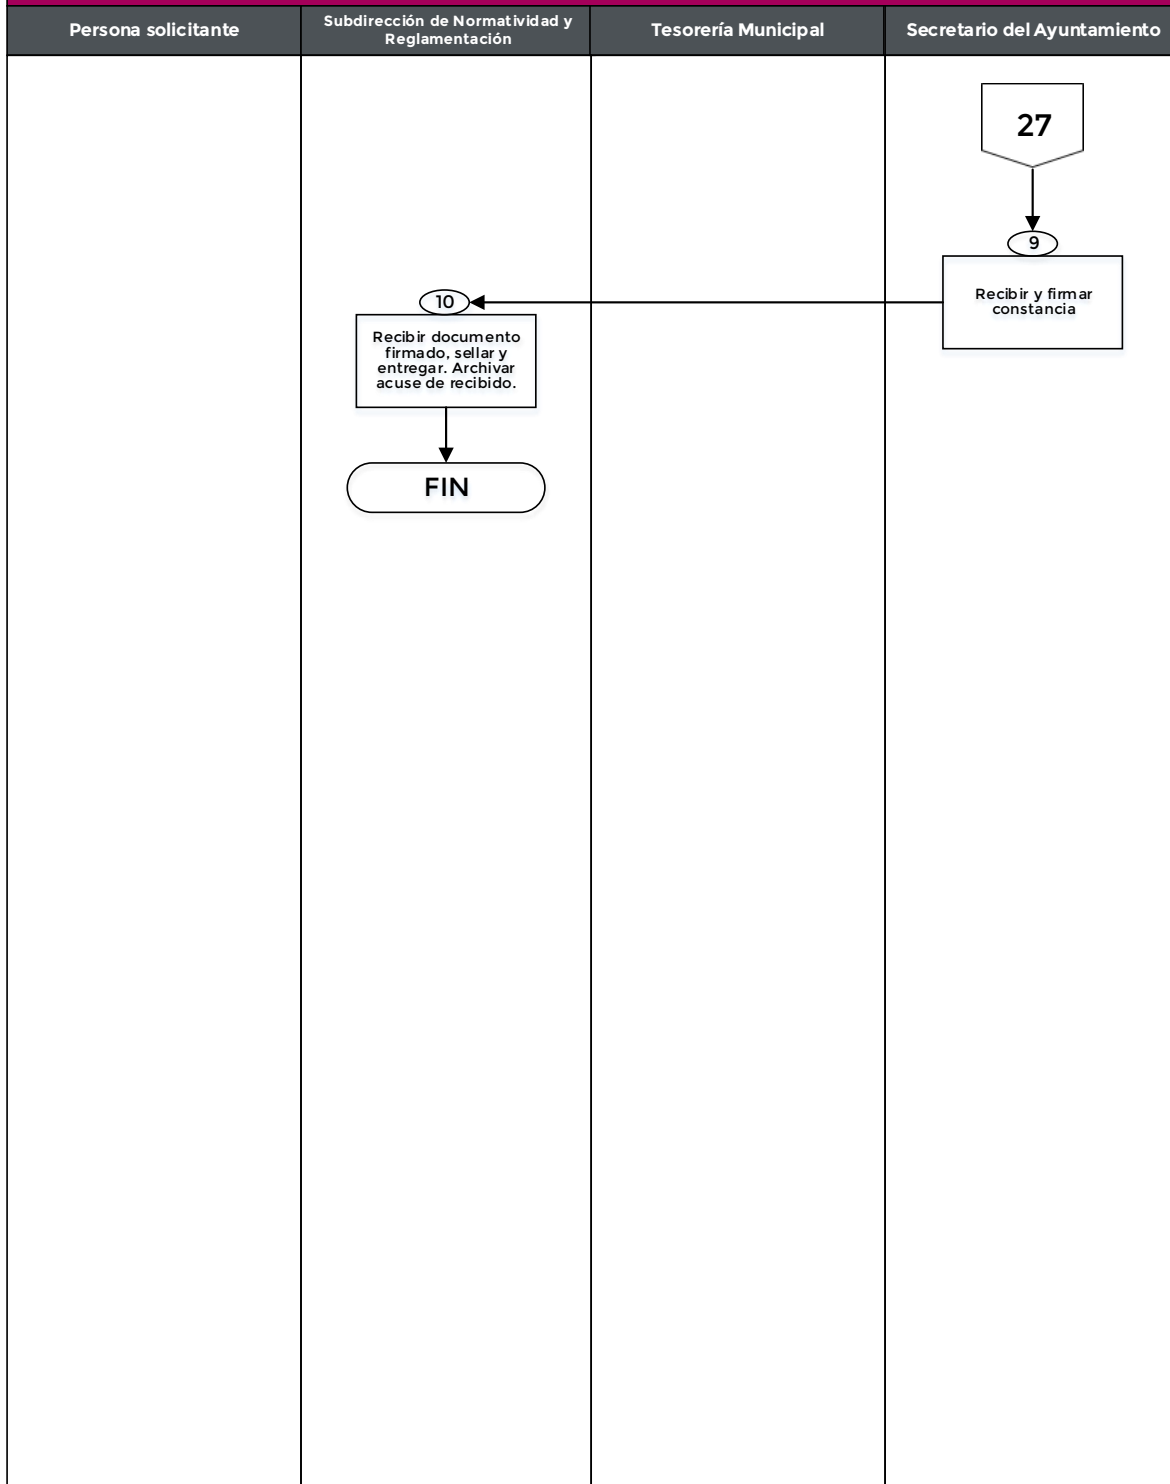 Persona solicitante
Subdirección de Normatividad y
Reglamentación
Tesorería Municipal
Secretario del Ayuntamiento
27
9
Recibir y firmar
constancia
10
Recibir documento
firmado, sellar y
entregar. Archivar
acuse de recibido.
FIN